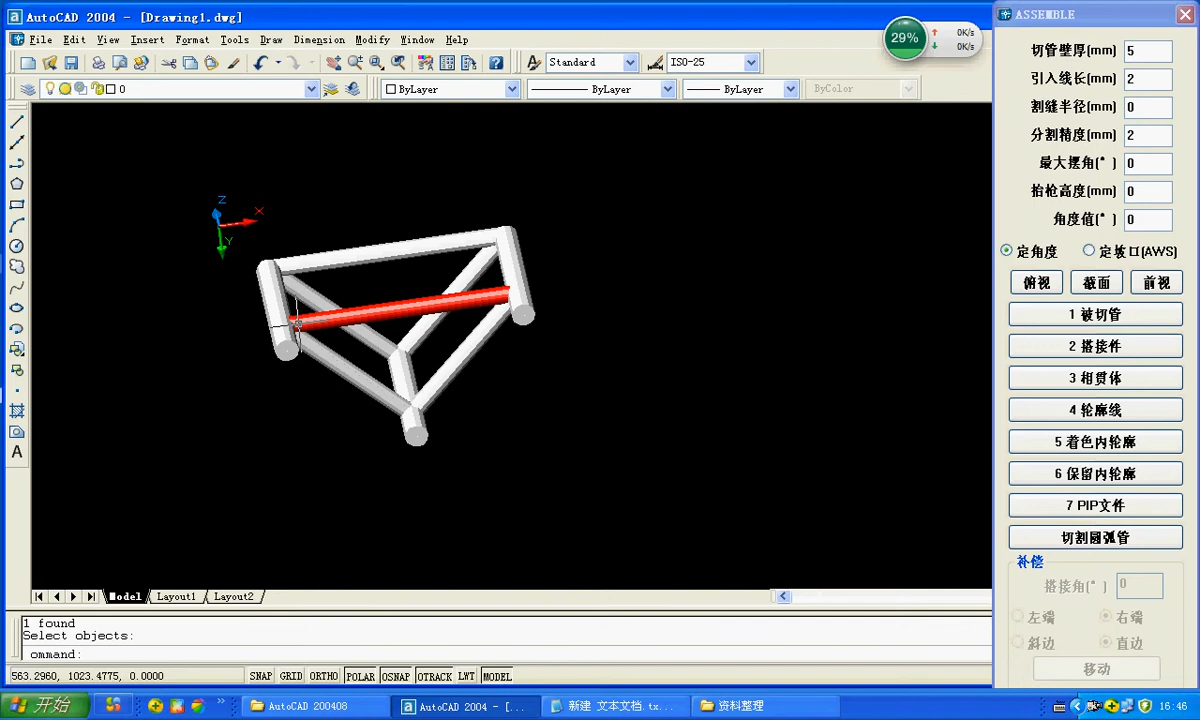 AutoCAD 2004 - [Drawing1.dwg]
File Edit View Insert Format Tools Draw Dimension Modify Window Help
Standard
ISO-25
0
ByLayer
ByLayer
ByLayer
ByColor
29%
0K/s
0K/s
Z
X
Y
A
Model
Layout1
Layout2
1 found
Select objects:
ommand:
563.2960, 1023.4775, 0.0000
SNAP GRID ORTHO POLAR OSNAP OTRACK LWT MODEL
ASSEMBLE
切管壁厚(mm) 5
引入线长(mm) 2
割缝半径(mm) 0
分割精度(mm) 2
最大摆角(°) 0
抬枪高度(mm) 0
角度值(°) 0
定角度
定坡口(AWS)
俯视
截面
前视
1 被切管
2 搭接件
3 相贯体
4 轮廓线
5 着色内轮廓
6 保留内轮廓
7 PIP文件
切割圆弧管
补偿
搭接角(°) 0
左端
右端
斜边
直边
移动
开始
AutoCAD 200408
AutoCAD 2004 - [...
新建 文本文档.tx...
资料整理
16:46